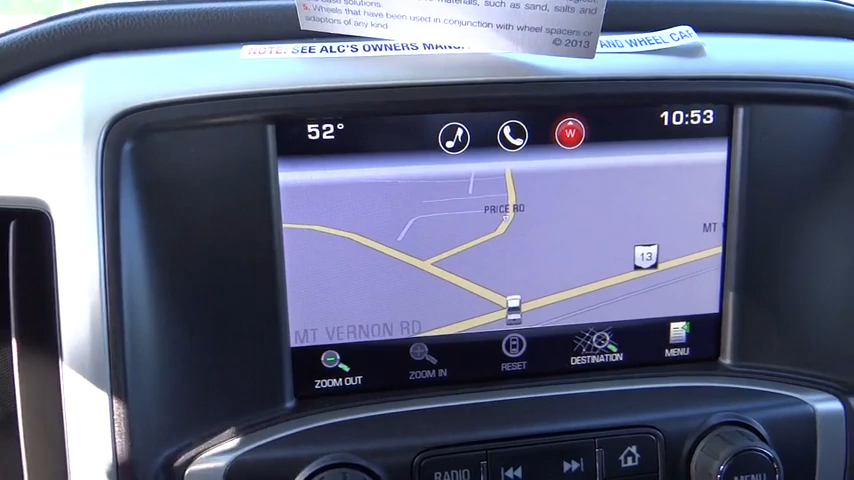 materials, such as sand, salts and
5. Wheels that have been used in conjunction with wheel spacers or
adaptors of any kind
© 2013
NOTE: SEE ALC'S OWNERS
AND WHEEL
52°
W
10:53
PRICE RD
MT
13
MT VERNON RD
ZOOM OUT
ZOOM IN
RESET
DESTINATION
MENU
RADIO
MENU